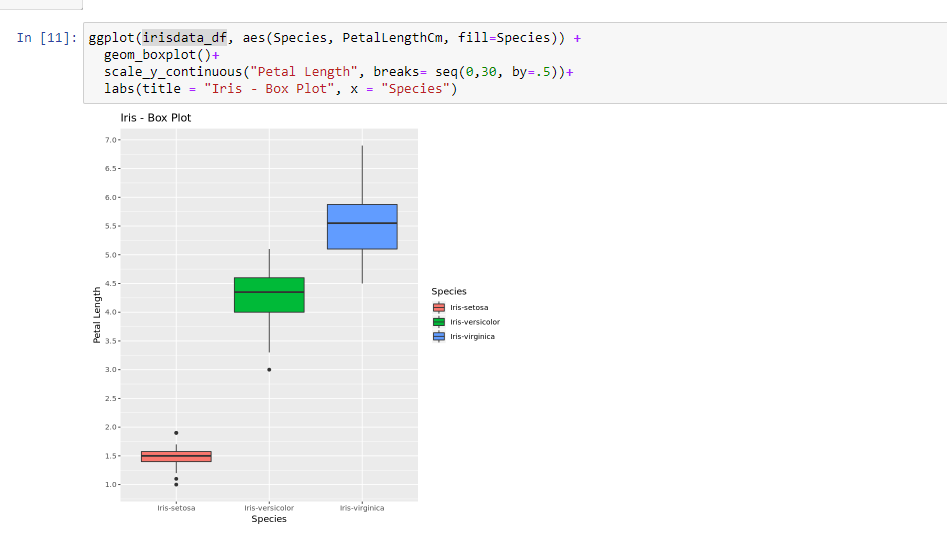 In [11]: ggplot(irisdata_df, aes(Species, PetalLengthCm, fill=Species)) +
geom_boxplot()+
scale_y_continuous("Petal Length", breaks= seq(0,30, by=.5))+
labs(title = "Iris - Box Plot", x = "Species")
Iris - Box Plot
7.0
6.5
6.0
5.5
5.0
4.5
4.0
3.5
3.0
2.5
2.0
1.5
1.0
Petal Length
Iris-setosa Iris-versicolor Iris-virginica
Species
Species
Iris-setosa
Iris-versicolor
Iris-virginica